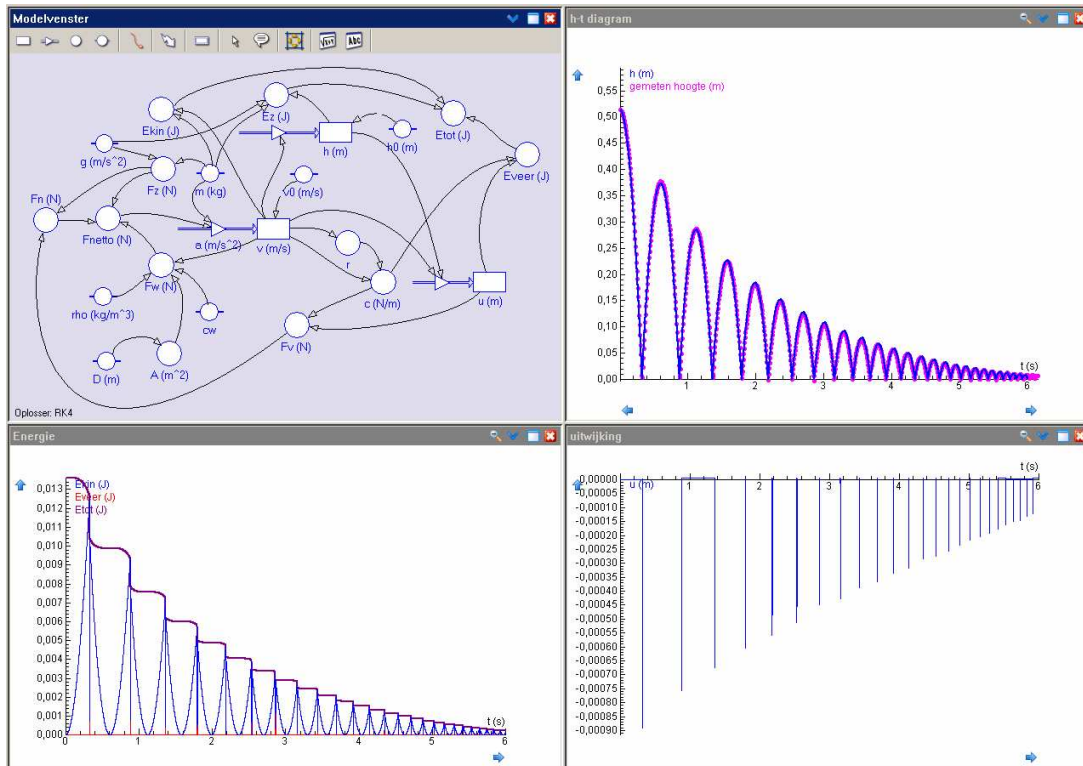 Modelvenster
Ekin (J)
Ez (J)
Etot (J)
g (m/s^2)
h (m)
h0 (m)
Eveer (J)
Fz (N)
m (kg)
v0 (m/s)
Fn (N)
Fnetto (N)
a (m/s^2)
v (m/s)
r
Fw (N)
c (N/m)
u (m)
rho (kg/m^3)
cw
Fv (N)
D (m)
A (m^2)
Oplosser: RK4
h-t diagram
h (m)
gemeten hoogte (m)
0,55
0,50
0,45
0,40
0,35
0,30
0,25
0,20
0,15
0,10
0,05
0,00
t (s)
0 1 2 3 4 5 6
Energie
Ekin (J)
Eveer (J)
Etot (J)
0,013
0,012
0,011
0,010
0,009
0,008
0,007
0,006
0,005
0,004
0,003
0,002
0,001
0,000
t (s)
0 1 2 3 4 5 6
uitwijking
t (s)
u (m)
1 2 3 4 5 6
-0,00000
-0,00005
-0,00010
-0,00015
-0,00020
-0,00025
-0,00030
-0,00035
-0,00040
-0,00045
-0,00050
-0,00055
-0,00060
-0,00065
-0,00070
-0,00075
-0,00080
-0,00085
-0,00090